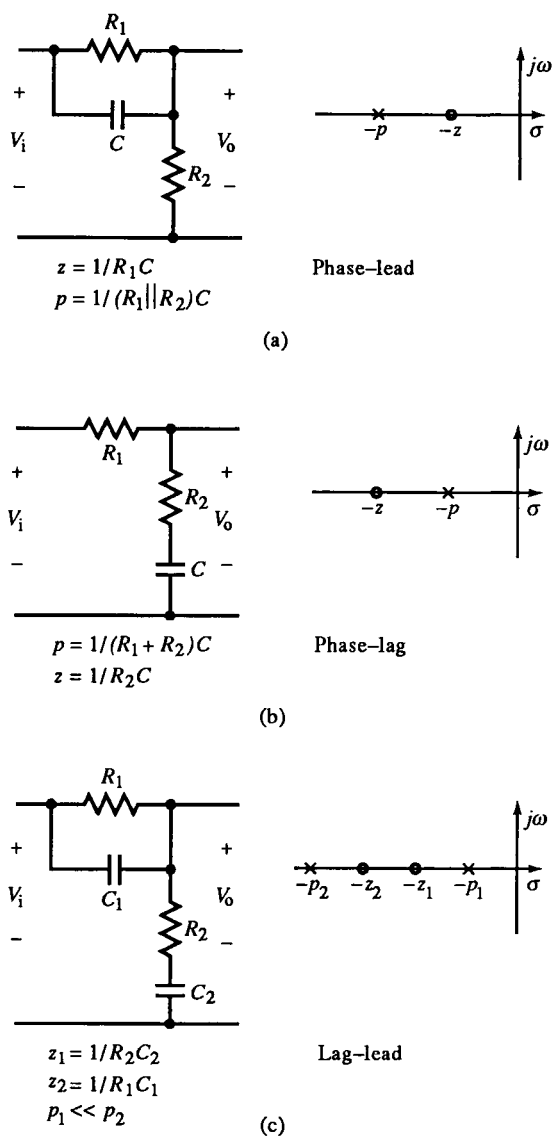 R1
jω
+ +
-p -z σ
Vi C Vo
R2
− −
z = 1/R1C
Phase–lead
p = 1/(R1||R2)C
(a)
jω
R1
+ +
R2
-z -p σ
Vi Vo
− C −
p = 1/(R1 + R2)C
Phase–lag
z = 1/R2C
(b)
R1
jω
+ +
-p2 -z2 -z1 -p1 σ
Vi C1 Vo
R2
− −
C2
z1 = 1/R2C2
Lag–lead
z2 = 1/R1C1
p1 << p2
(c)